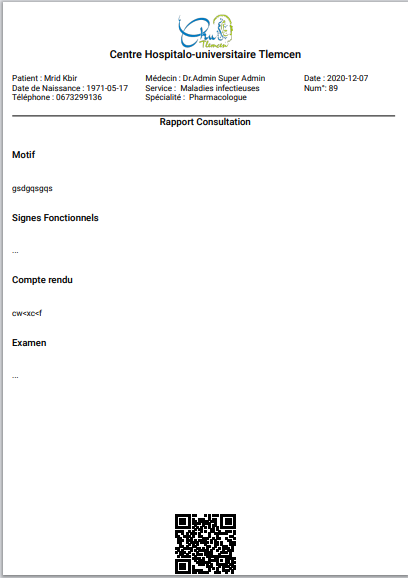 Chu
Tlemcen
Centre Hospitalo-universitaire Tlemcen
Patient : Mrid Kbir
Date de Naissance : 1971-05-17
Téléphone : 0673299136
Médecin : Dr.Admin Super Admin
Service : Maladies infectieuses
Spécialité : Pharmacologue
Date : 2020-12-07
Num°: 89
Rapport Consultation
Motif
gsdgqsgqs
Signes Fonctionnels
...
Compte rendu
cw<xc<f
Examen
...